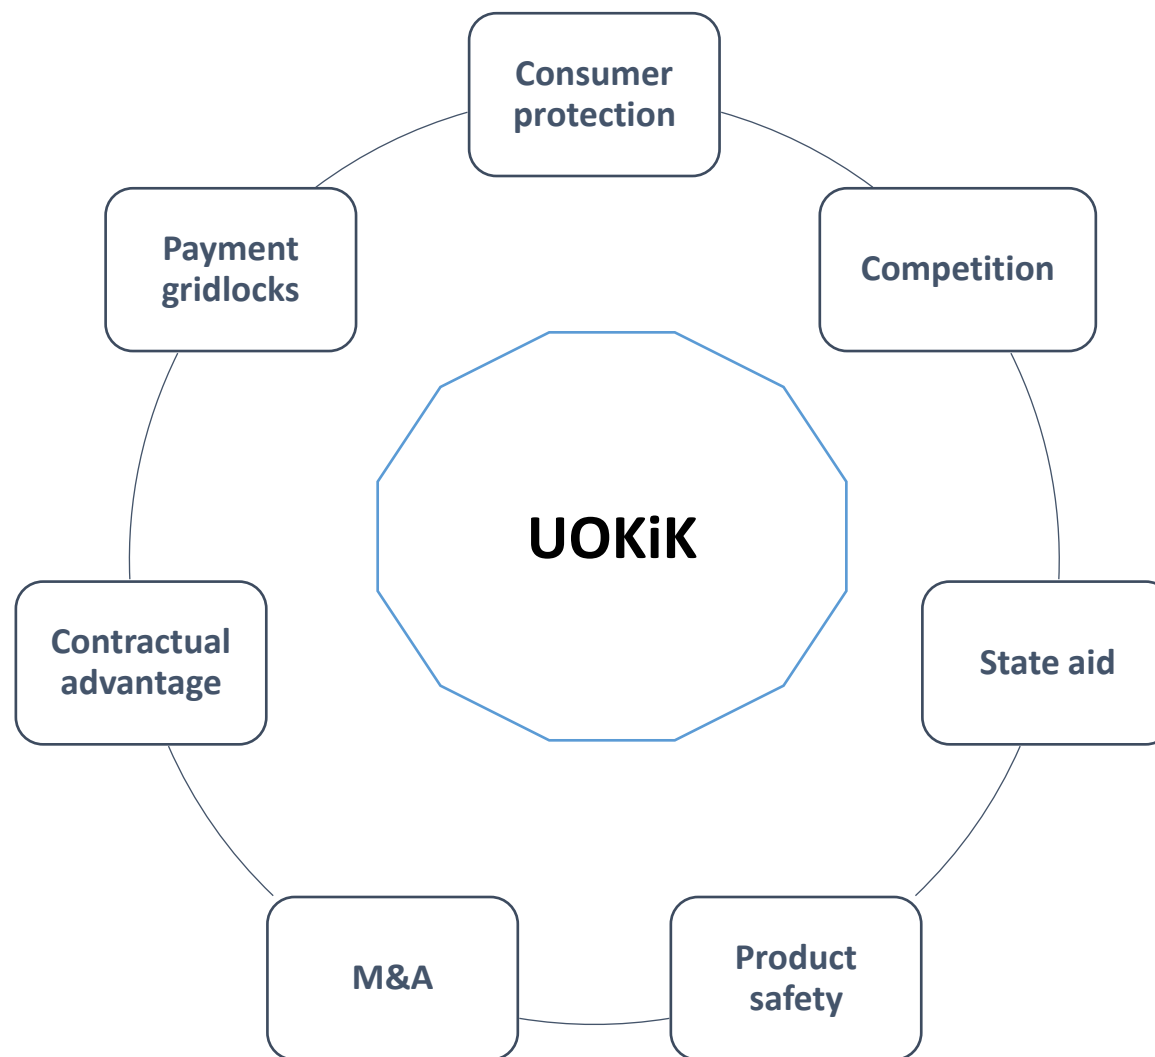 Consumer
protection
Payment
gridlocks
Competition
UOKiK
Contractual
advantage
State aid
M&A
Product
safety